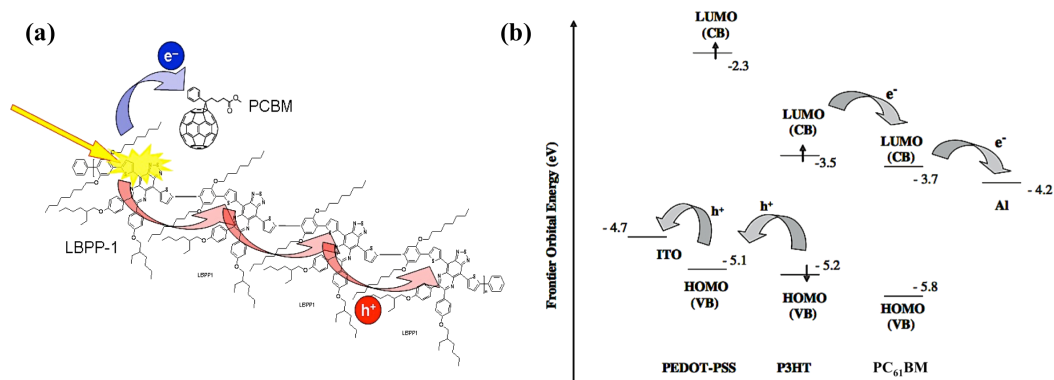 (a)
e⁻
PCBM
LBPP-1
LBPP1
LBPP1
LBPP1
h⁺
(b)
Frontier Orbital Energy (eV)
LUMO
(CB)
-2.3
LUMO
(CB)
-3.5
e⁻
LUMO
(CB)
- 3.7
e⁻
- 4.2
Al
- 4.7
ITO
h⁺
h⁺
- 5.1
HOMO
(VB)
- 5.2
HOMO
(VB)
- 5.8
HOMO
(VB)
PEDOT-PSS P3HT PC₆₁BM